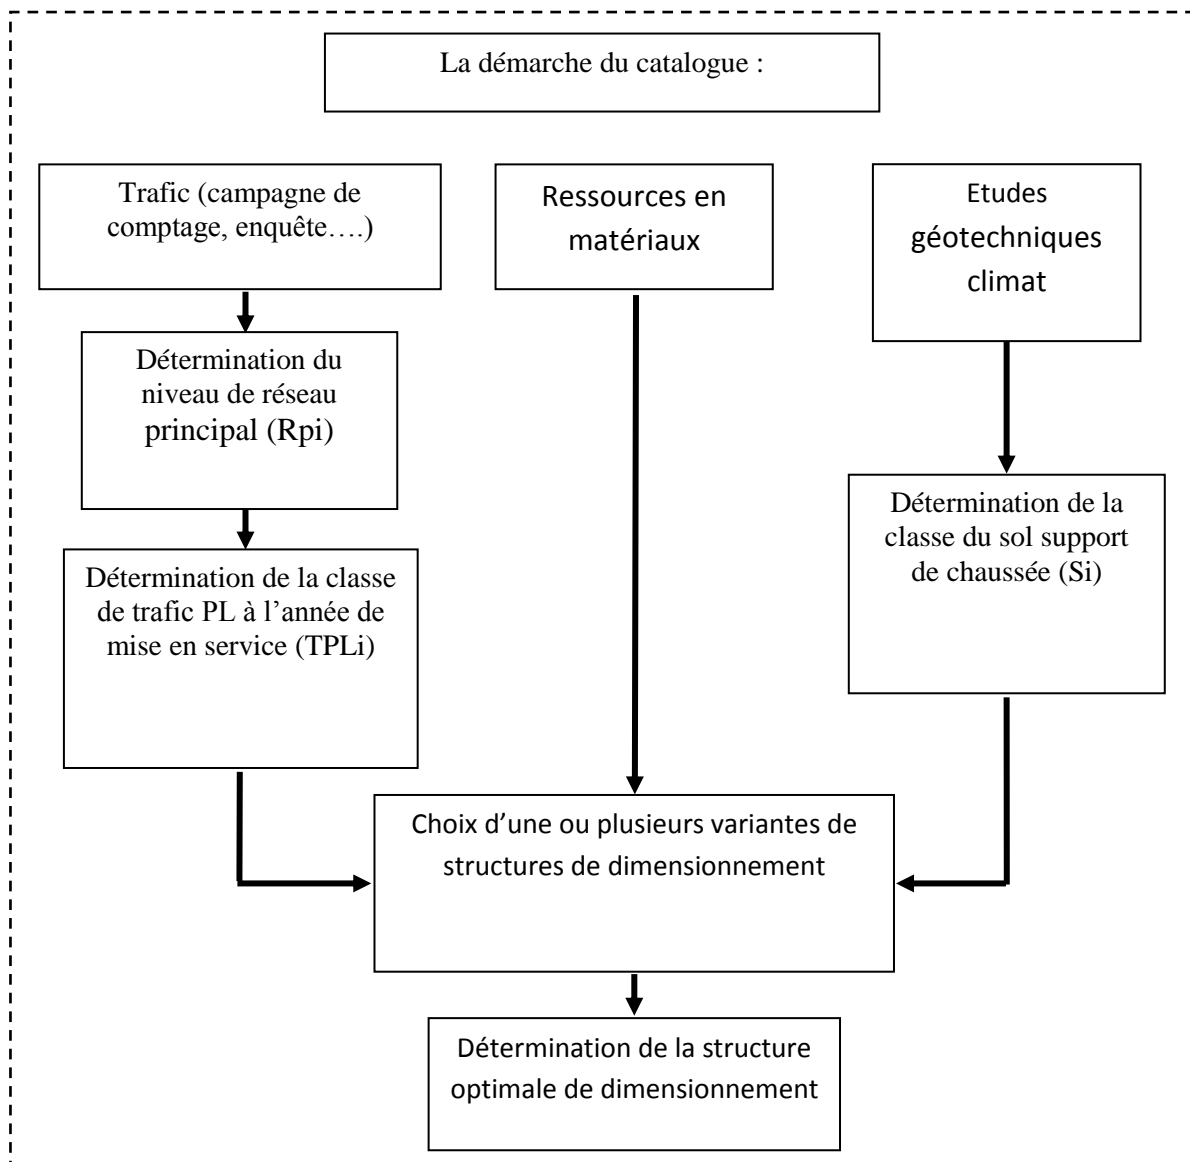 La démarche du catalogue :
Trafic (campagne de
comptage, enquête….)
Ressources en
matériaux
Etudes
géotechniques
climat
Détermination du
niveau de réseau
principal (Rpi)
Détermination de la classe
de trafic PL à l’année de
mise en service (TPLi)
Détermination de la
classe du sol support
de chaussée (Si)
Choix d’une ou plusieurs variantes de
structures de dimensionnement
Détermination de la structure
optimale de dimensionnement